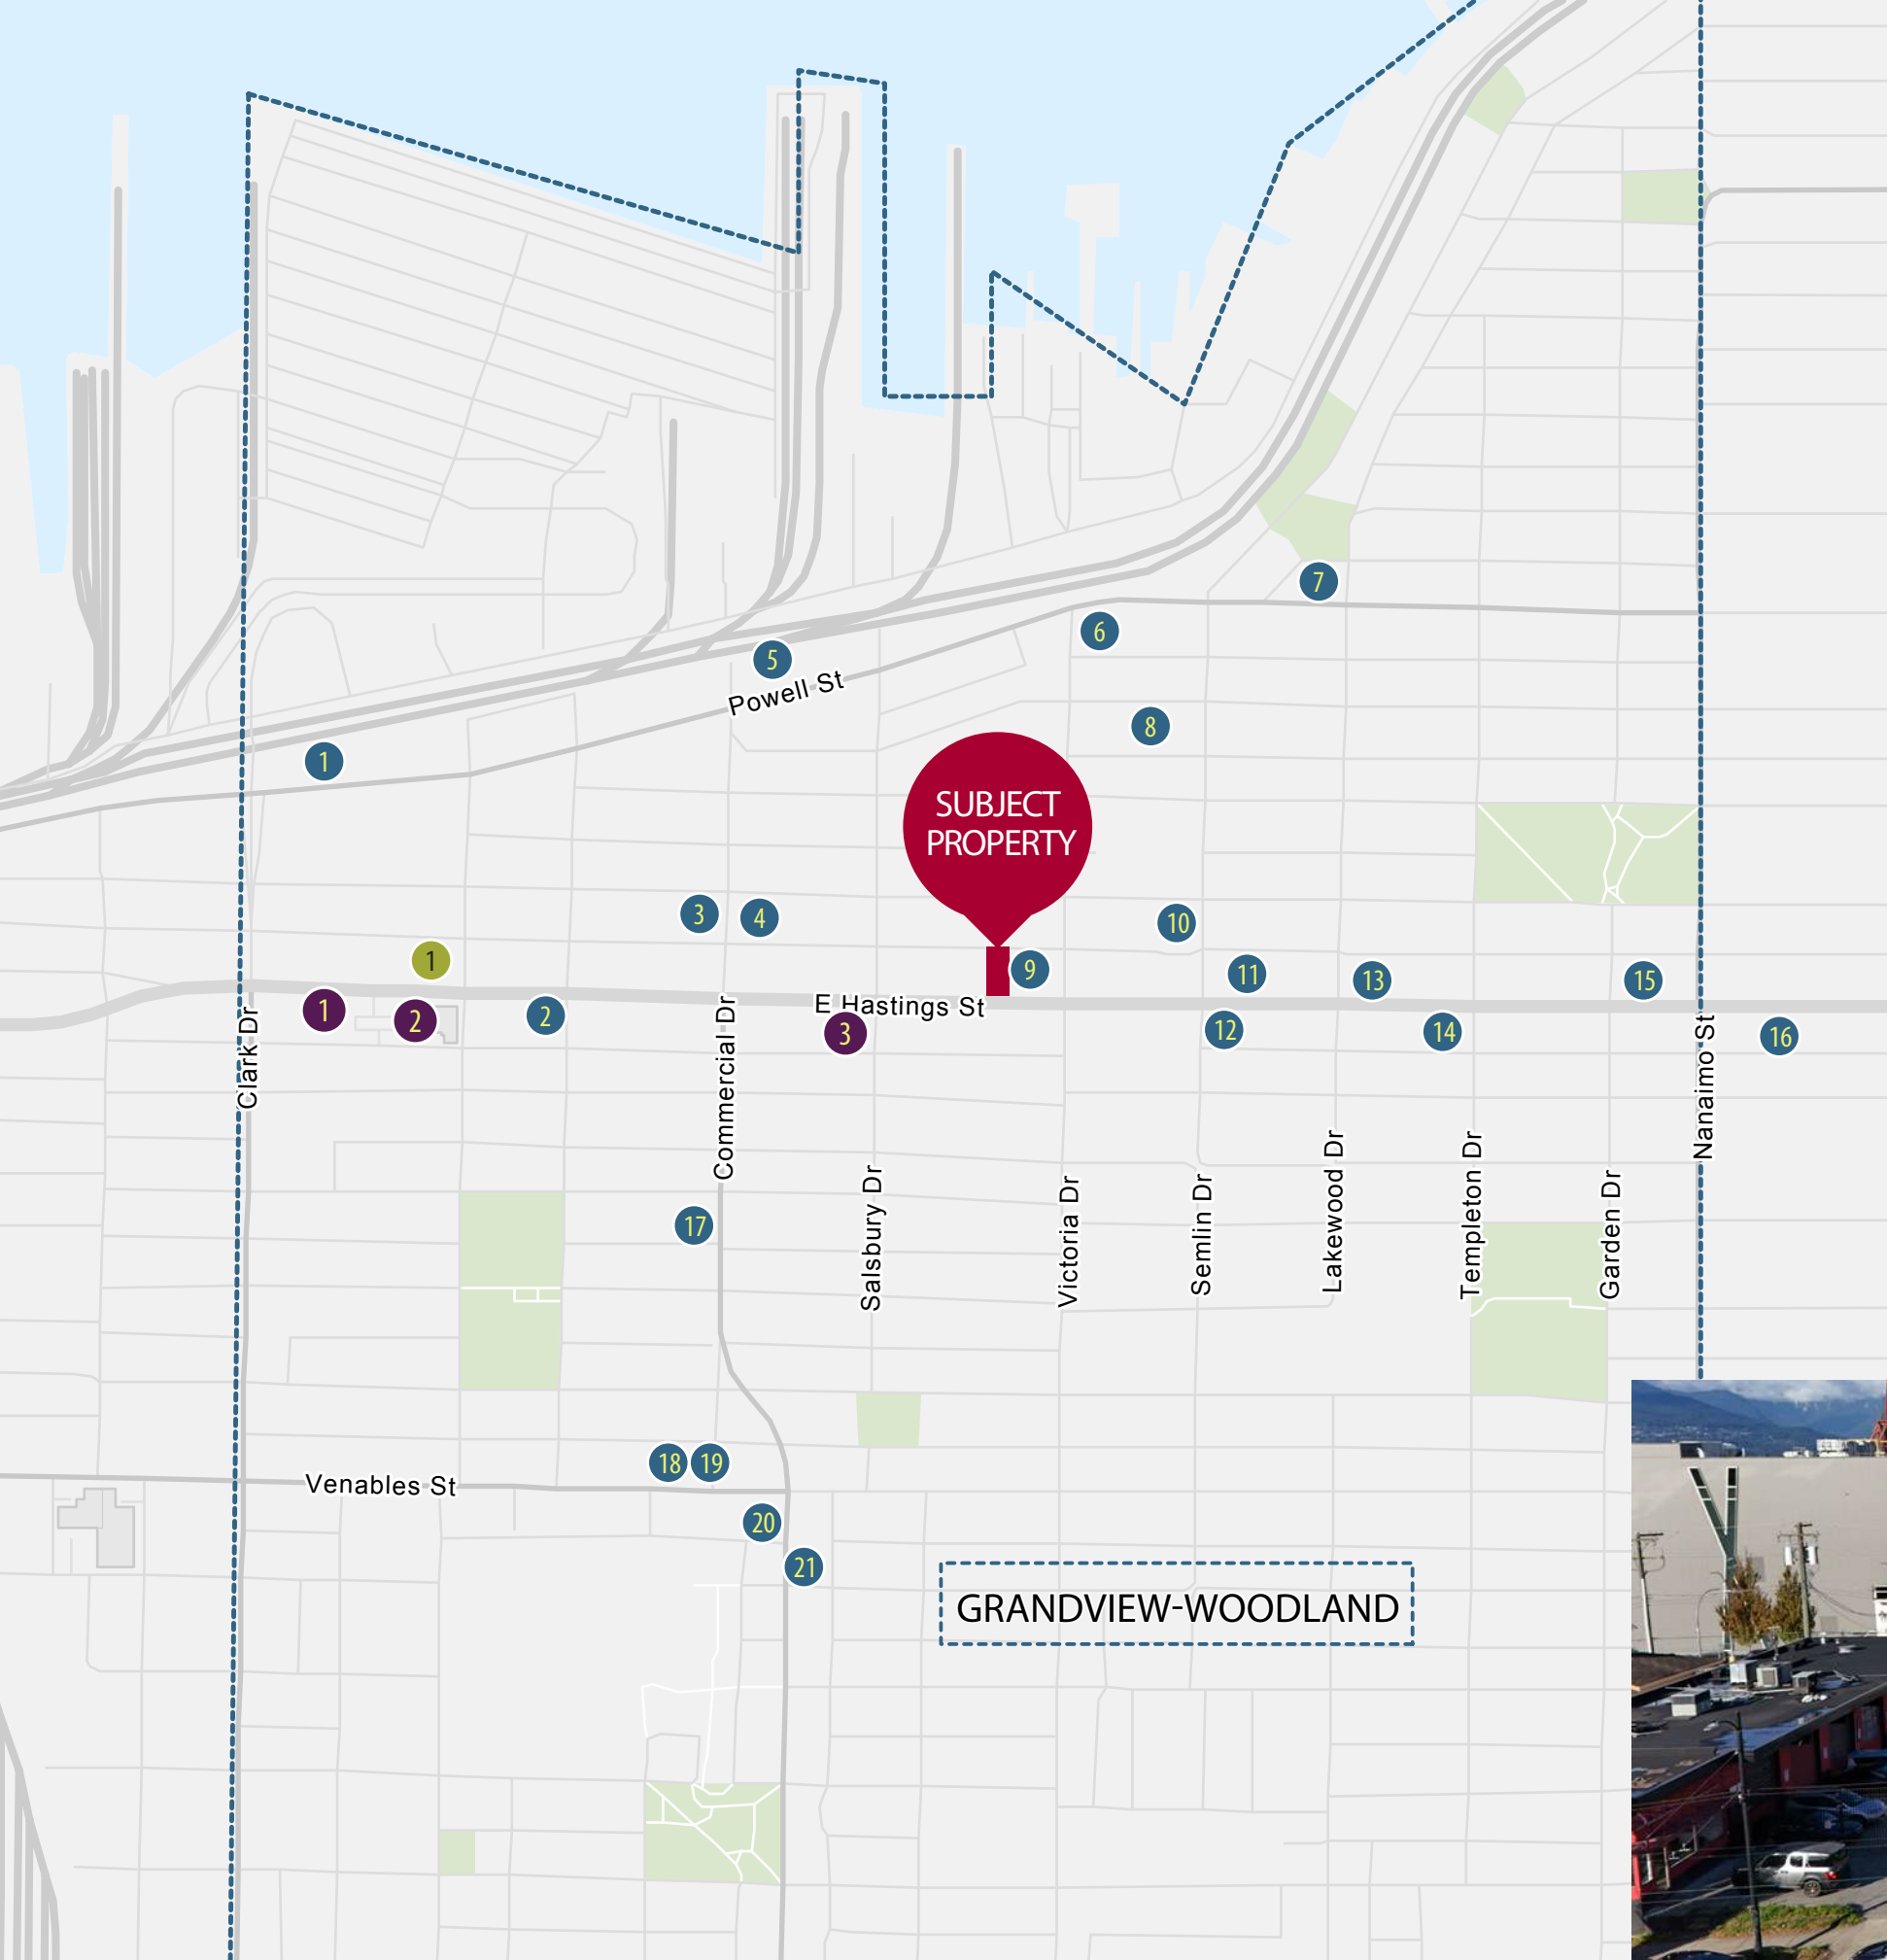 7
6
5
Powell St
8
1
SUBJECT
PROPERTY
3
4
10
1
9
11
13
15
1
2
2
E Hastings St
3
12
14
16
Clark Dr
Commercial Dr
Nanaimo St
Salsbury Dr
Victoria Dr
Semlin Dr
Lakewood Dr
Templeton Dr
Garden Dr
17
18
19
Venables St
20
21
GRANDVIEW-WOODLAND